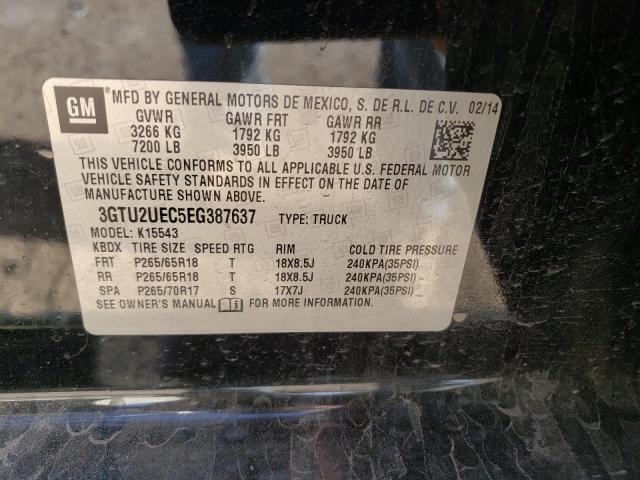 GM ® MFD BY GENERAL MOTORS DE MEXICO, S. DE R.L. DE C.V. 02/14
GVWR GAWR FRT GAWR RR
3266 KG 1792 KG 1792 KG
7200 LB 3950 LB 3950 LB
THIS VEHICLE CONFORMS TO ALL APPLICABLE U.S. FEDERAL MOTOR
VEHICLE SAFETY STANDARDS IN EFFECT ON THE DATE OF
MANUFACTURE SHOWN ABOVE.
3GTU2UEC5EG387637 TYPE: TRUCK
MODEL: K15543
KBDX TIRE SIZE SPEED RTG RIM COLD TIRE PRESSURE
FRT P265/65R18 T 18X8.5J 240KPA(35PSI) –
RR P265/65R18 T 18X8.5J 240KPA(35PSI) –
SPA P265/70R17 S 17X7J 240KPA(35PSI) –
SEE OWNER'S MANUAL FOR MORE INFORMATION.